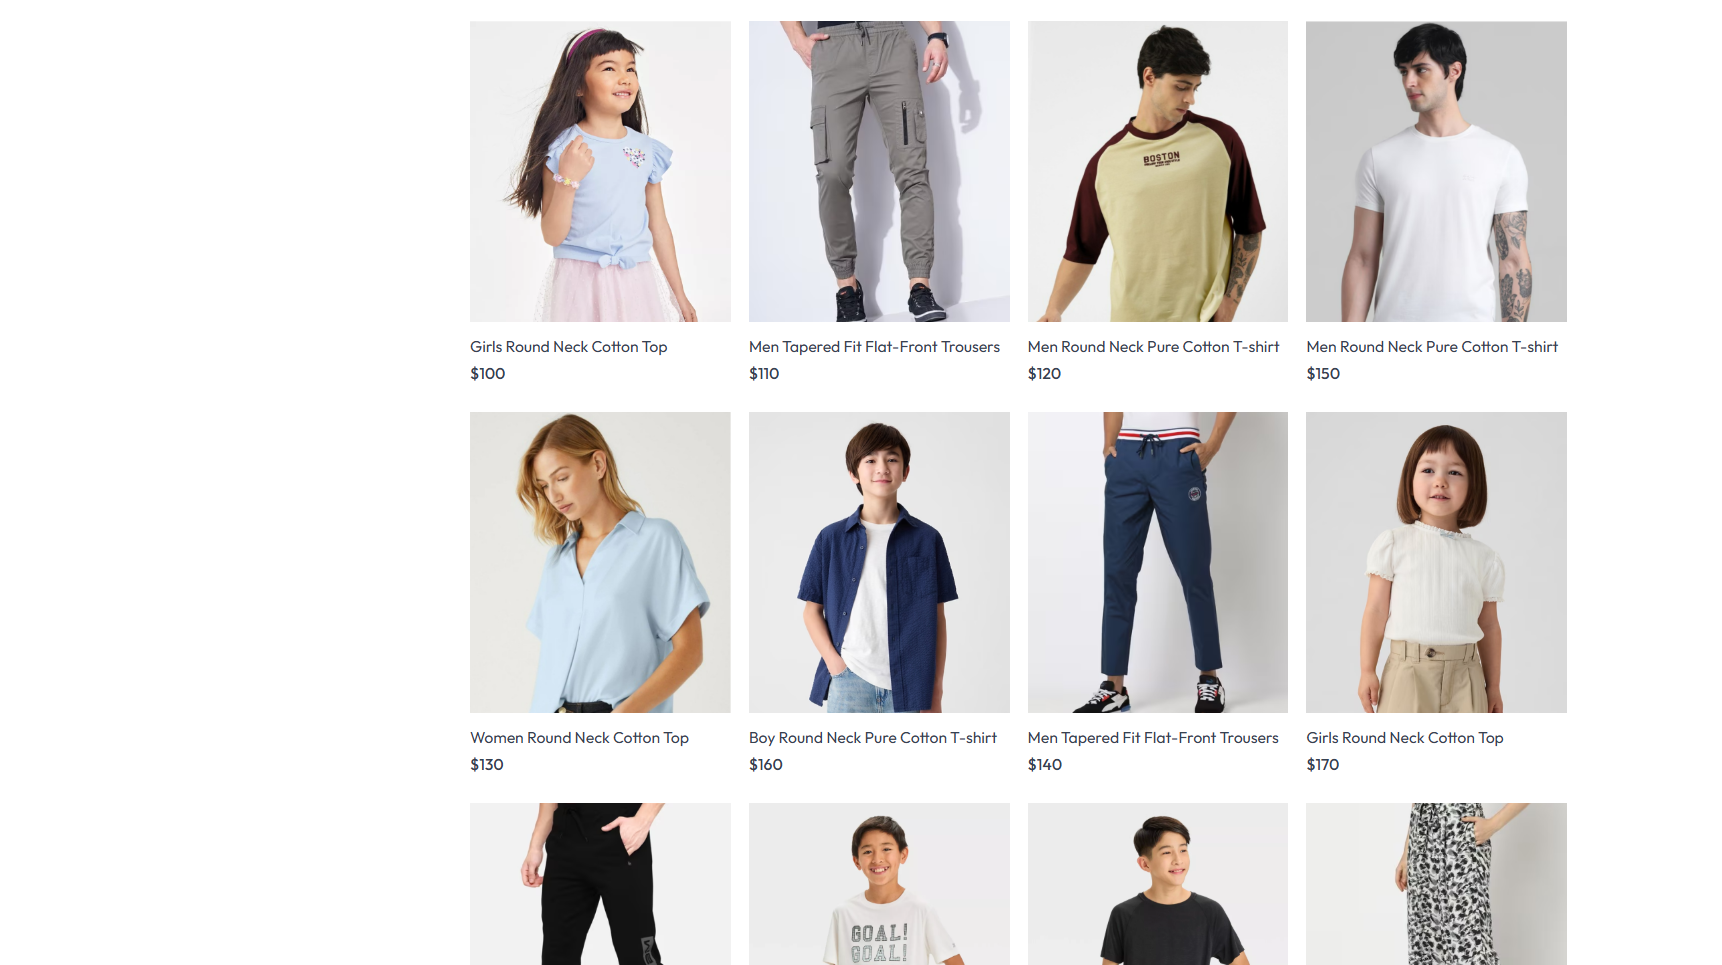 BOSTON
Girls Round Neck Cotton Top
Men Tapered Fit Flat-Front Trousers
Men Round Neck Pure Cotton T-shirt
Men Round Neck Pure Cotton T-shirt
$100
$110
$120
$150
Women Round Neck Cotton Top
Boy Round Neck Pure Cotton T-shirt
Men Tapered Fit Flat-Front Trousers
Girls Round Neck Cotton Top
$130
$160
$140
$170
GOAL!
GOAL!